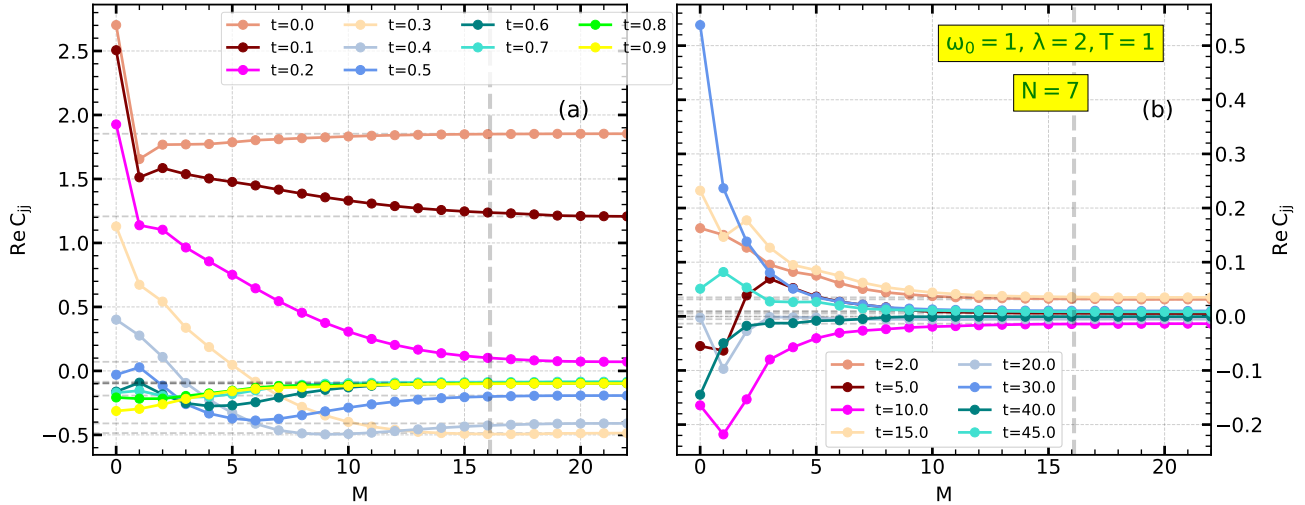 t=0.0 t=0.3 t=0.6 t=0.8
t=0.1 t=0.4 t=0.7 t=0.9
t=0.2 t=0.5
(a)
Re C_jj
2.5
2.0
1.5
1.0
0.5
0.0
−0.5
0 5 10 15 20
M
ω₀ = 1, λ = 2, T = 1
N = 7
(b)
0.5
0.4
0.3
0.2
0.1
0.0
−0.1
−0.2
Re C_jj
t=2.0 t=20.0
t=5.0 t=30.0
t=10.0 t=40.0
t=15.0 t=45.0
0 5 10 15 20
M